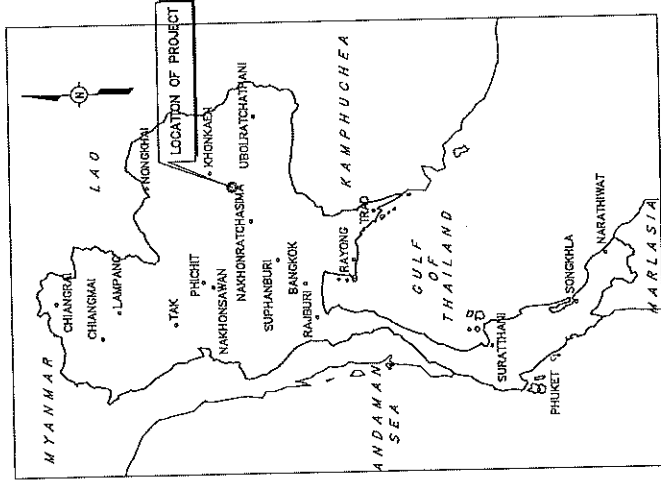 MYANMAR
LAO
LOCATION OF PROJECT
CHIANGRAI
CHIANGMAI
LAMPANG
NONGKHAI
TAK
PHICHIT
KHONKAEN
NAKHONSAWAN
NAKHONRATCHASIMA
UBOLRATCHATHANI
SUPHANBURI
BANGKOK
RAJBURI
RAYONG
TRAD
KAMPHUCHEA
GULF
OF
THAILAND
ANDAMAN
SEA
SURATTHANI
PHUKET
SONGKHLA
NARATHIWAT
MARLASIA
N